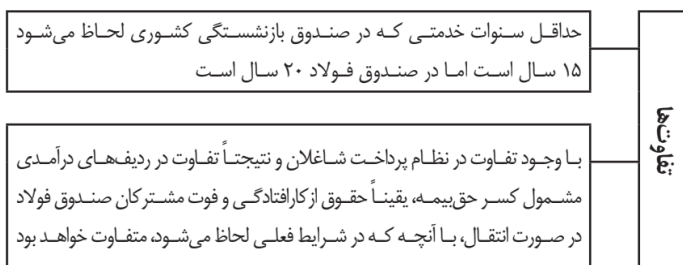 تفاوت‌ها
حداقل سنوات خدمتی که در صندوق بازنشستگی کشوری لحاظ می‌شود
۱۵ سال است اما در صندوق فولاد ۲۰ سال است
با وجود تفاوت در نظام پرداخت شاغلان و نتیجتاً تفاوت در ردیف‌های درآمدی
مشمول کسر حق‌بیمه، یقیناً حقوق ازکارافتادگی و فوت مشترکان صندوق فولاد
در صورت انتقال، با آنچه که در شرایط فعلی لحاظ می‌شود، متفاوت خواهد بود